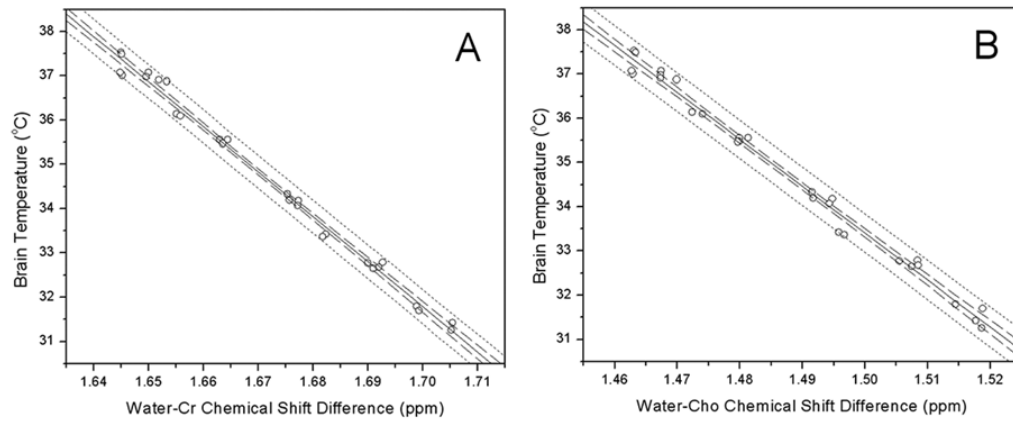 A
38
37
36
35
34
33
32
31
Brain Temperature (°C)
1.64 1.65 1.66 1.67 1.68 1.69 1.70 1.71
Water-Cr Chemical Shift Difference (ppm)
B
38
37
36
35
34
33
32
31
Brain Temperature (°C)
1.46 1.47 1.48 1.49 1.50 1.51 1.52
Water-Cho Chemical Shift Difference (ppm)